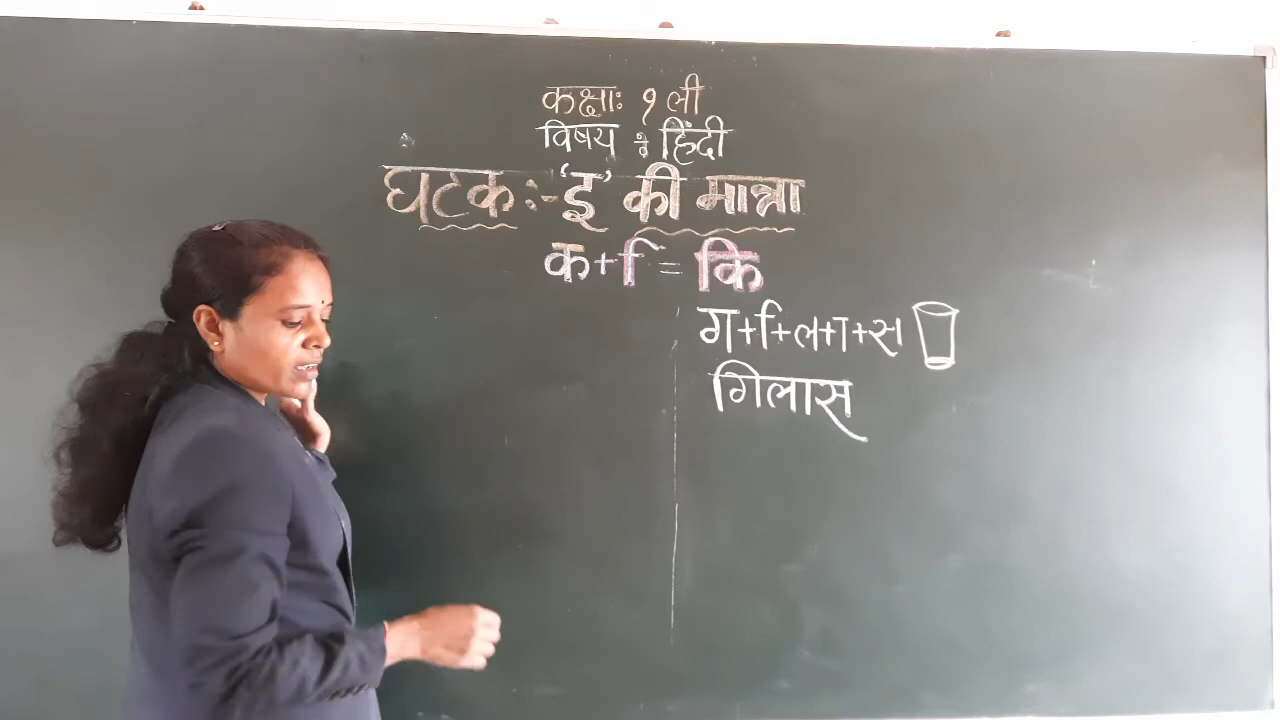 कक्षाः १ ली
विषय : हिंदी
घटक :- 'इ' की मात्रा
क + ि = कि
ग + ि + ल + ा + स
गिलास